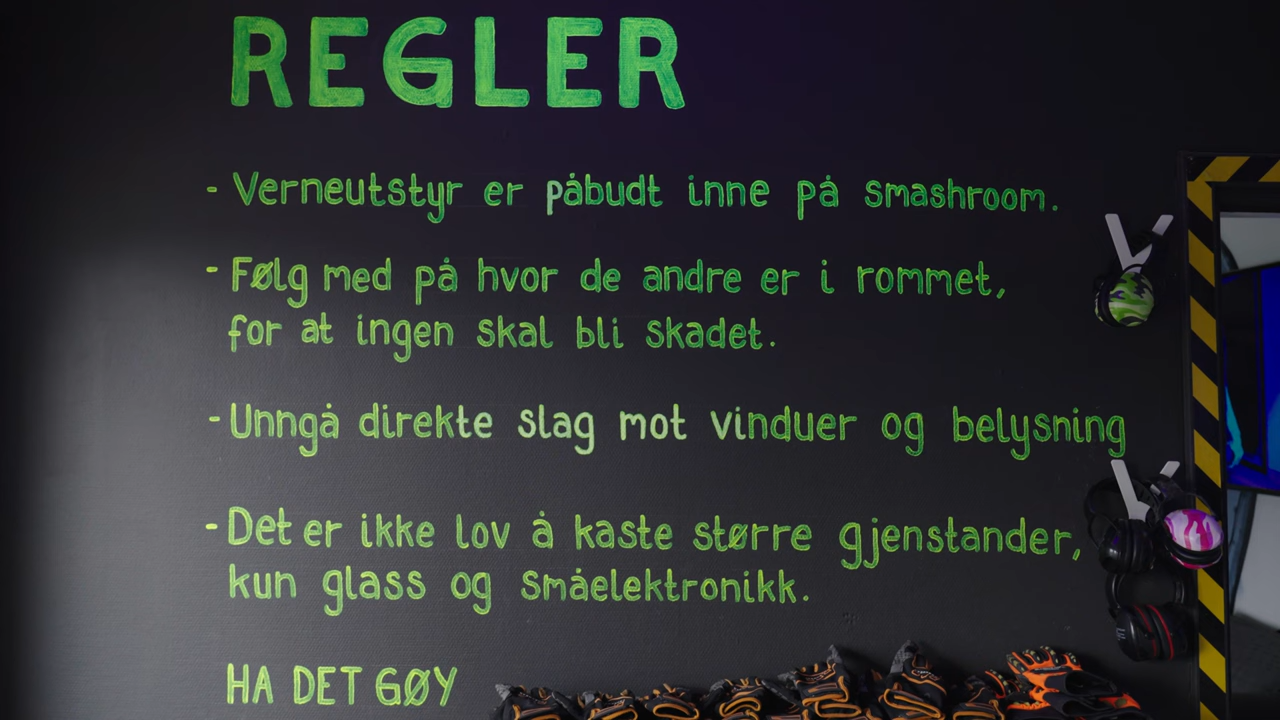 REGLER
- Verneutstyr er påbudt inne på smashroom.
- Følg med på hvor de andre er i rommet,
for at ingen skal bli skadet.
- Unngå direkte slag mot vinduer og belysning
- Det er ikke lov å kaste større gjenstander,
kun glass og småelektronikk.
HA DET GØY